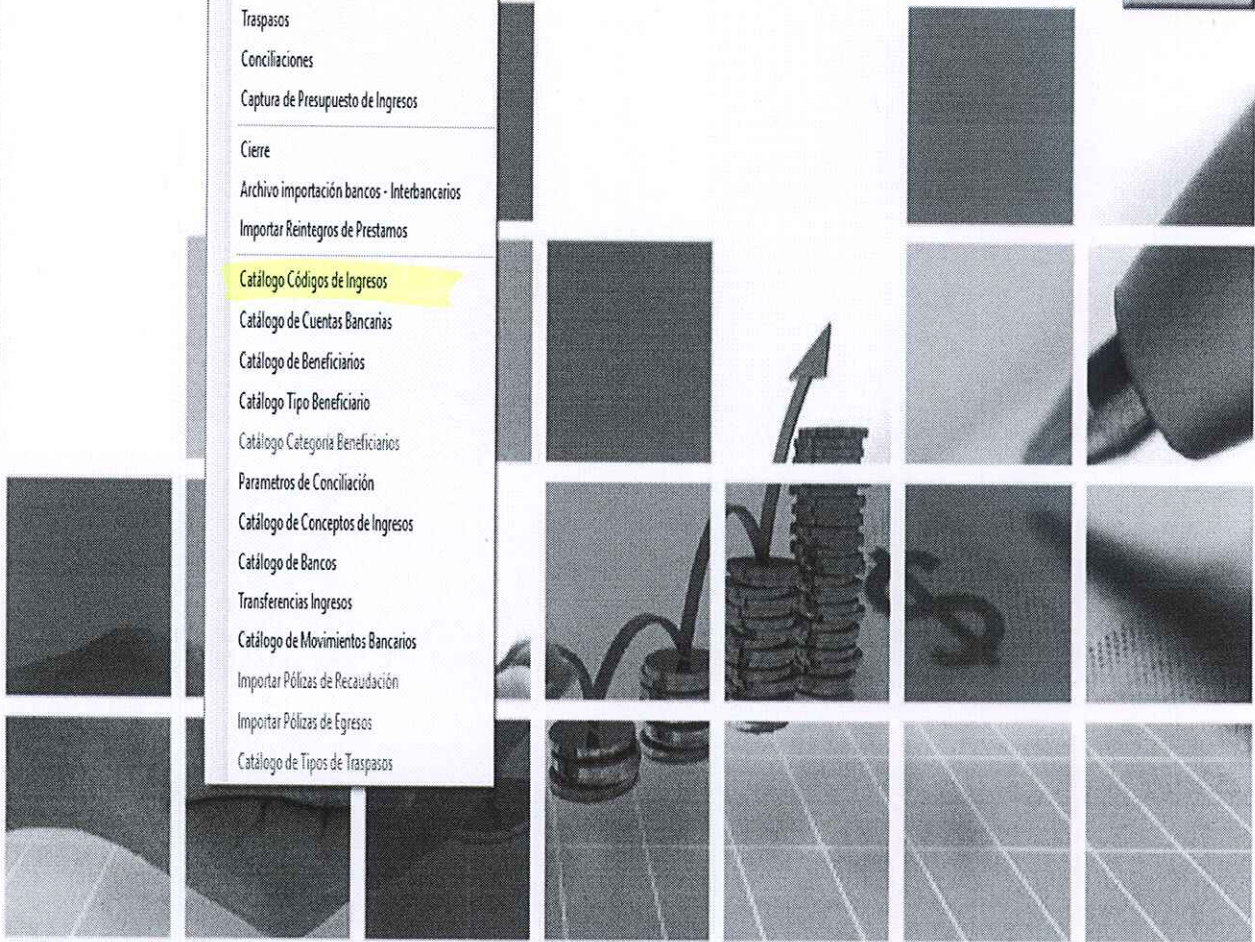 Traspasos
Conciliaciones
Captura de Presupuesto de Ingresos
Cierre
Archivo importación bancos - Interbancarios
Importar Reintegros de Prestamos
Catálogo Códigos de Ingresos
Catálogo de Cuentas Bancarias
Catálogo de Beneficiarios
Catálogo Tipo Beneficiario
Catálogo Categoría Beneficiarios
Parametros de Conciliación
Catálogo de Conceptos de Ingresos
Catálogo de Bancos
Transferencias Ingresos
Catálogo de Movimientos Bancarios
Importar Pólizas de Recaudación
Importar Pólizas de Egresos
Catálogo de Tipos de Traspasos